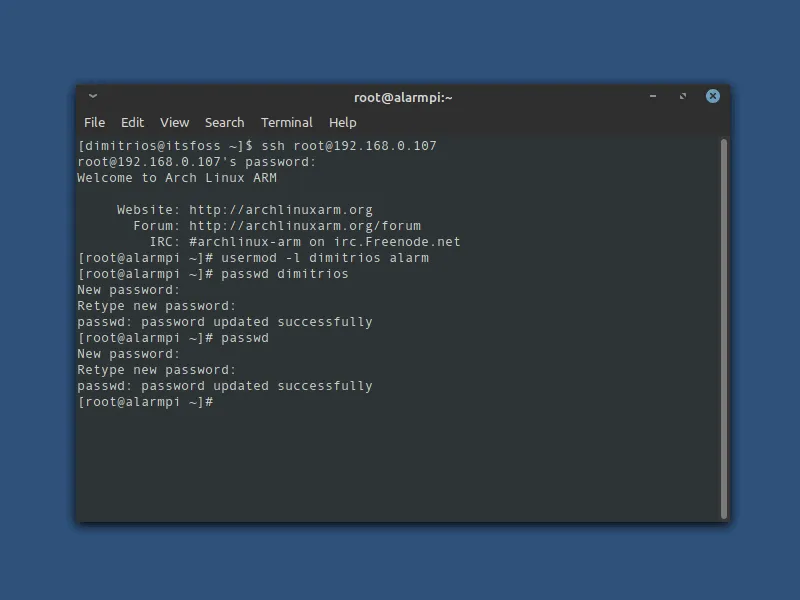 root@alarmpi:~
File Edit View Search Terminal Help
[dimitrios@itsfoss ~]$ ssh root@192.168.0.107
root@192.168.0.107's password:
Welcome to Arch Linux ARM
Website: http://archlinuxarm.org
Forum: http://archlinuxarm.org/forum
IRC: #archlinux-arm on irc.Freenode.net
[root@alarmpi ~]# usermod -l dimitrios alarm
[root@alarmpi ~]# passwd dimitrios
New password:
Retype new password:
passwd: password updated successfully
[root@alarmpi ~]# passwd
New password:
Retype new password:
passwd: password updated successfully
[root@alarmpi ~]#